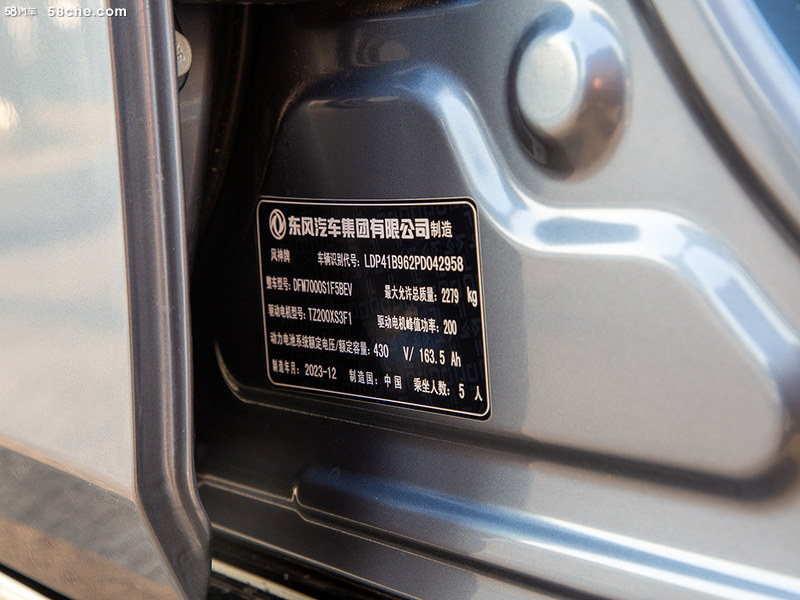 58汽车 58che.com
东风汽车集团有限公司制造
风神牌 车辆识别代号: LDP41B962PD042958
整车型号: DFM7000S1F5BEV 最大允许总质量: 2279 kg
驱动电机型号: TZ200XS3F1 驱动电机峰值功率: 200
动力电池系统额定电压/额定容量: 430 V/ 163.5 Ah
制造年月: 2023-12 制造国: 中国 乘坐人数: 5 人